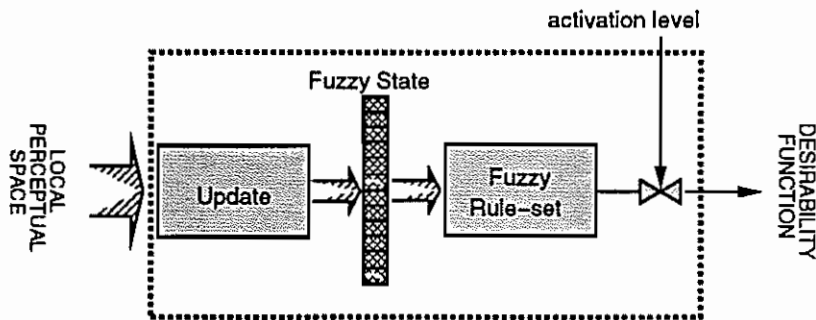 activation level
Fuzzy State
LOCAL
PERCEPTUAL
SPACE
Update
Fuzzy
Rule-set
DESIRABILITY
FUNCTION